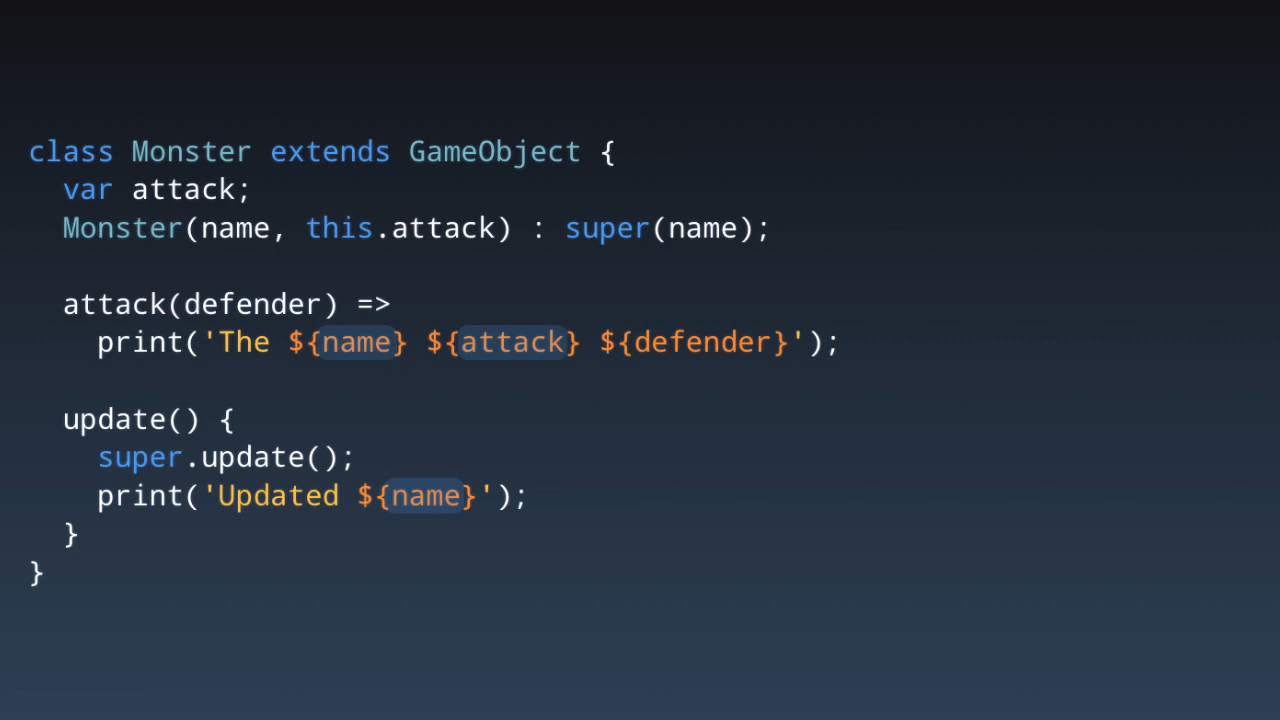 class Monster extends GameObject {
  var attack;
  Monster(name, this.attack) : super(name);

  attack(defender) =>
    print('The ${name} ${attack} ${defender}');

  update() {
    super.update();
    print('Updated ${name}');
  }
}